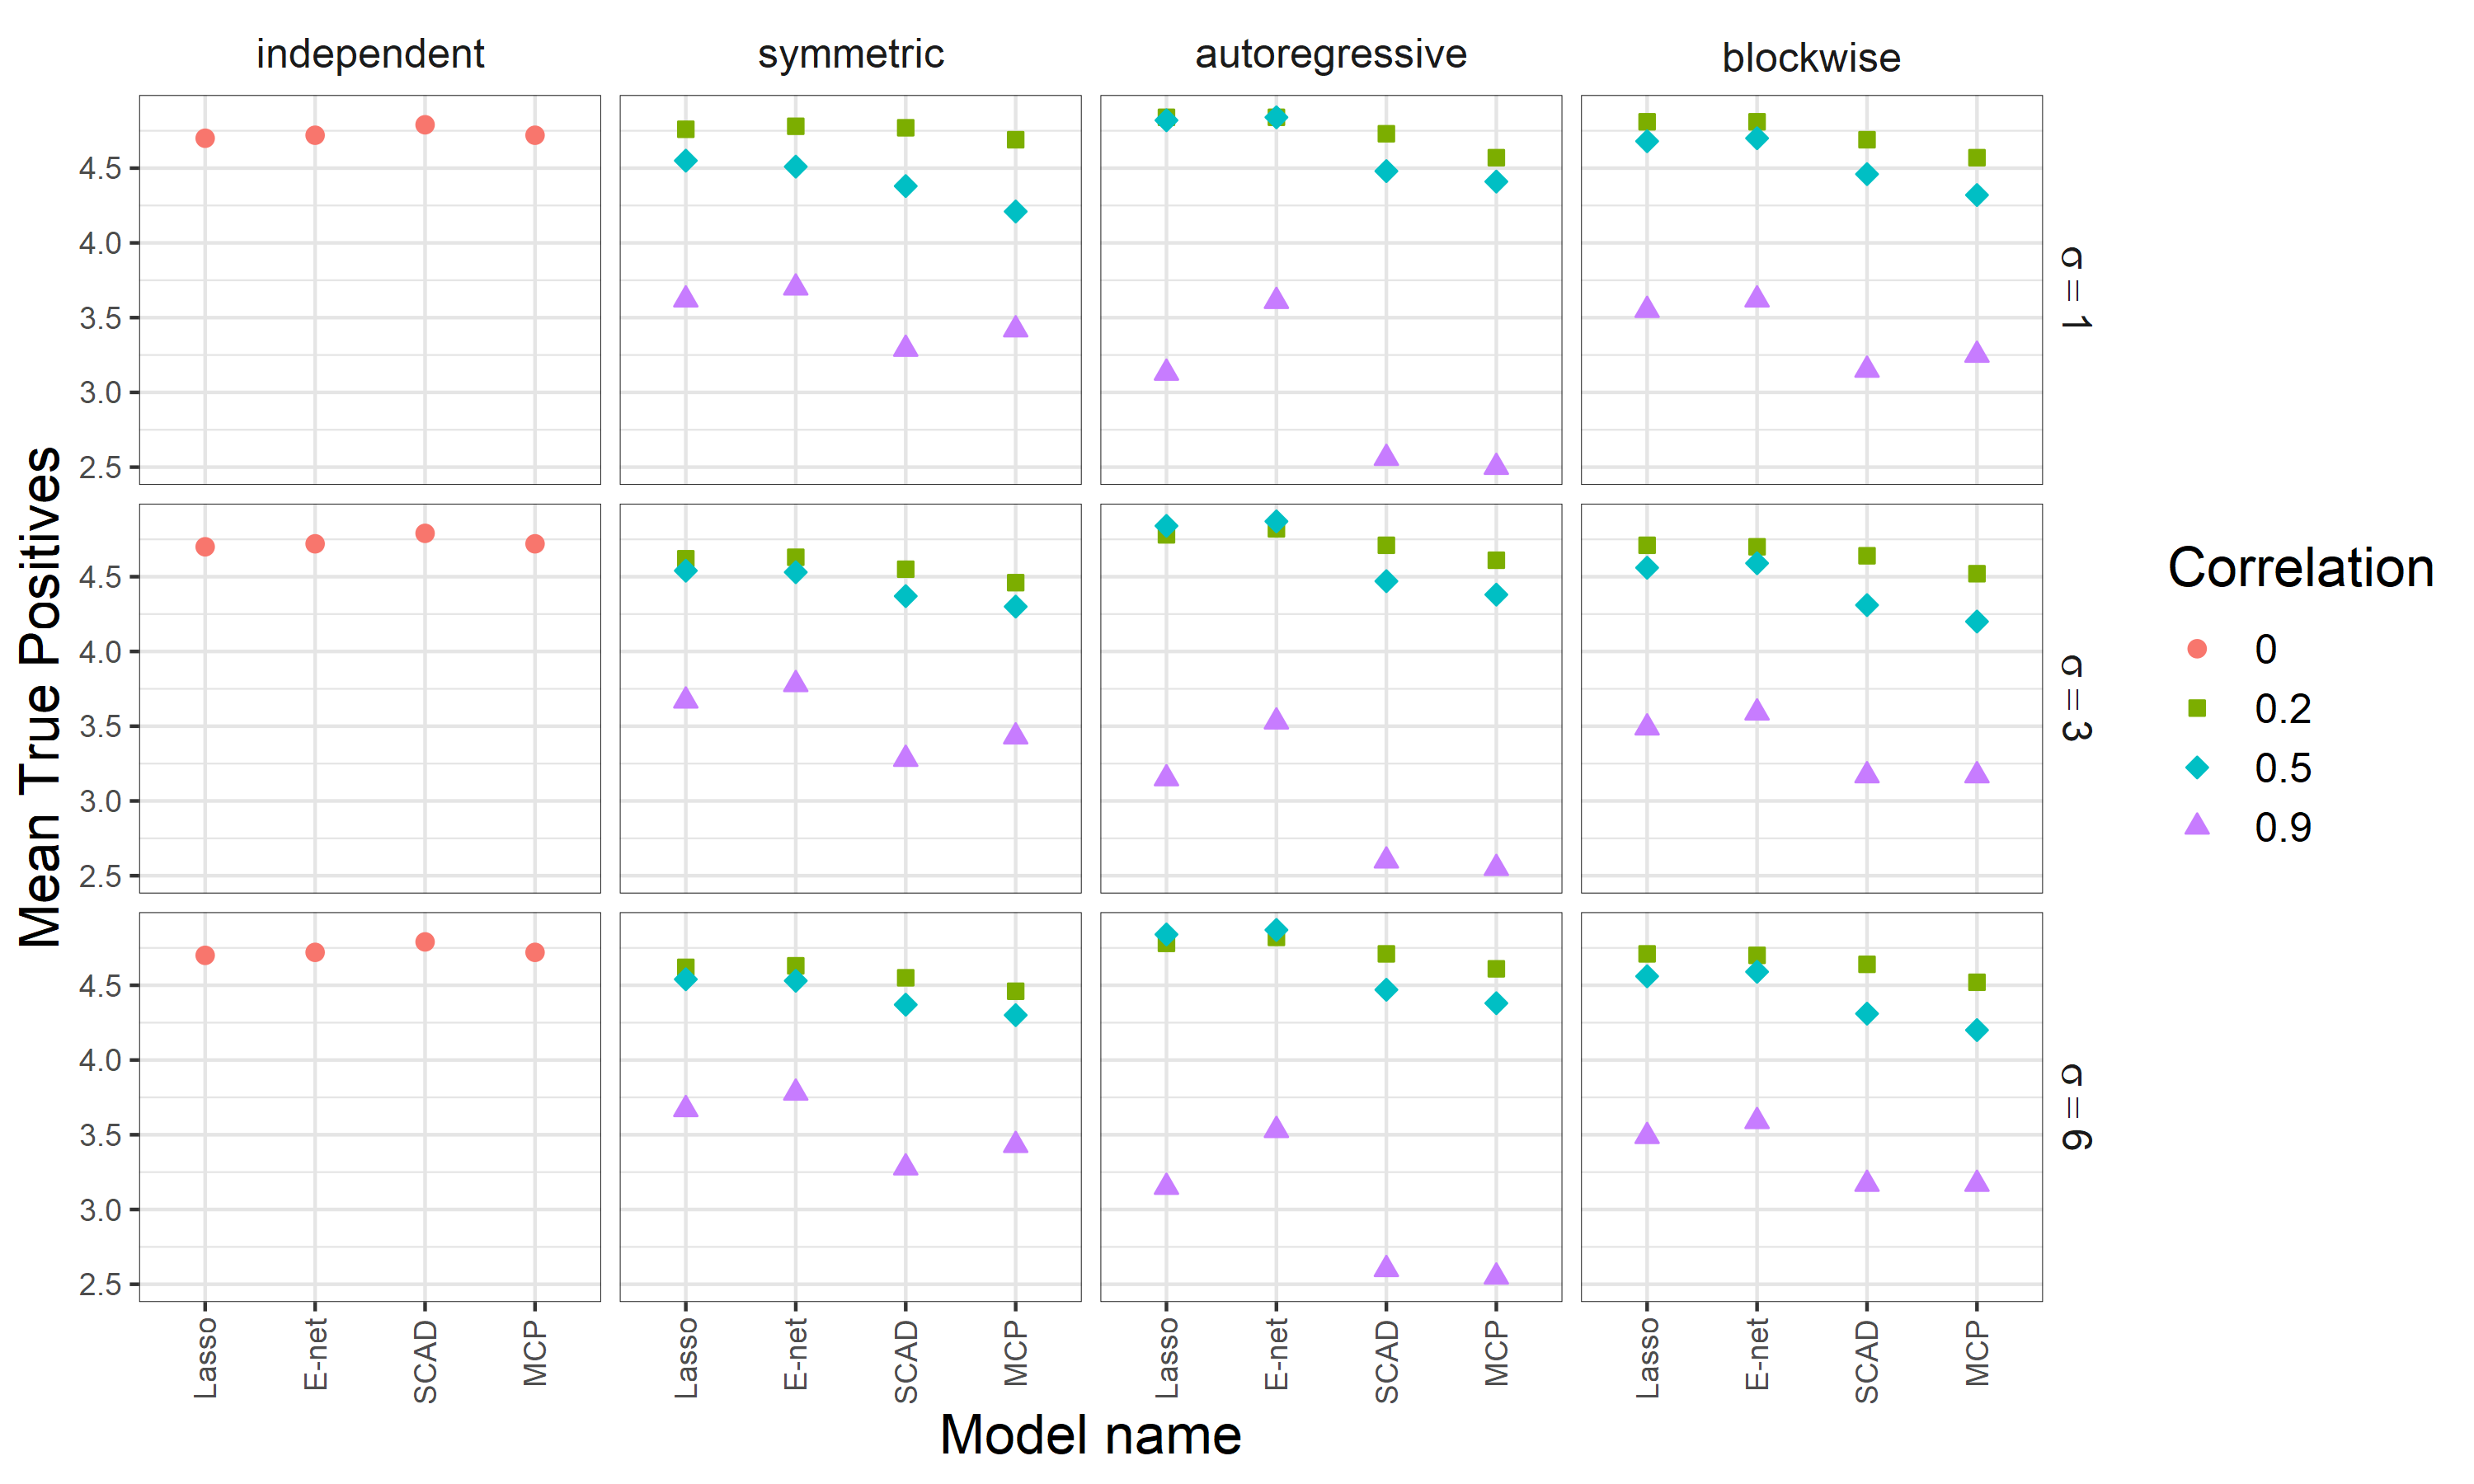 independent
symmetric
autoregressive
blockwise
4.5
4.0
3.5
3.0
2.5
σ = 1
4.5
4.0
3.5
3.0
2.5
σ = 3
4.5
4.0
3.5
3.0
2.5
σ = 6
Mean True Positives
Lasso
E-net
SCAD
MCP
Lasso
E-net
SCAD
MCP
Lasso
E-net
SCAD
MCP
Lasso
E-net
SCAD
MCP
Model name
Correlation
0
0.2
0.5
0.9